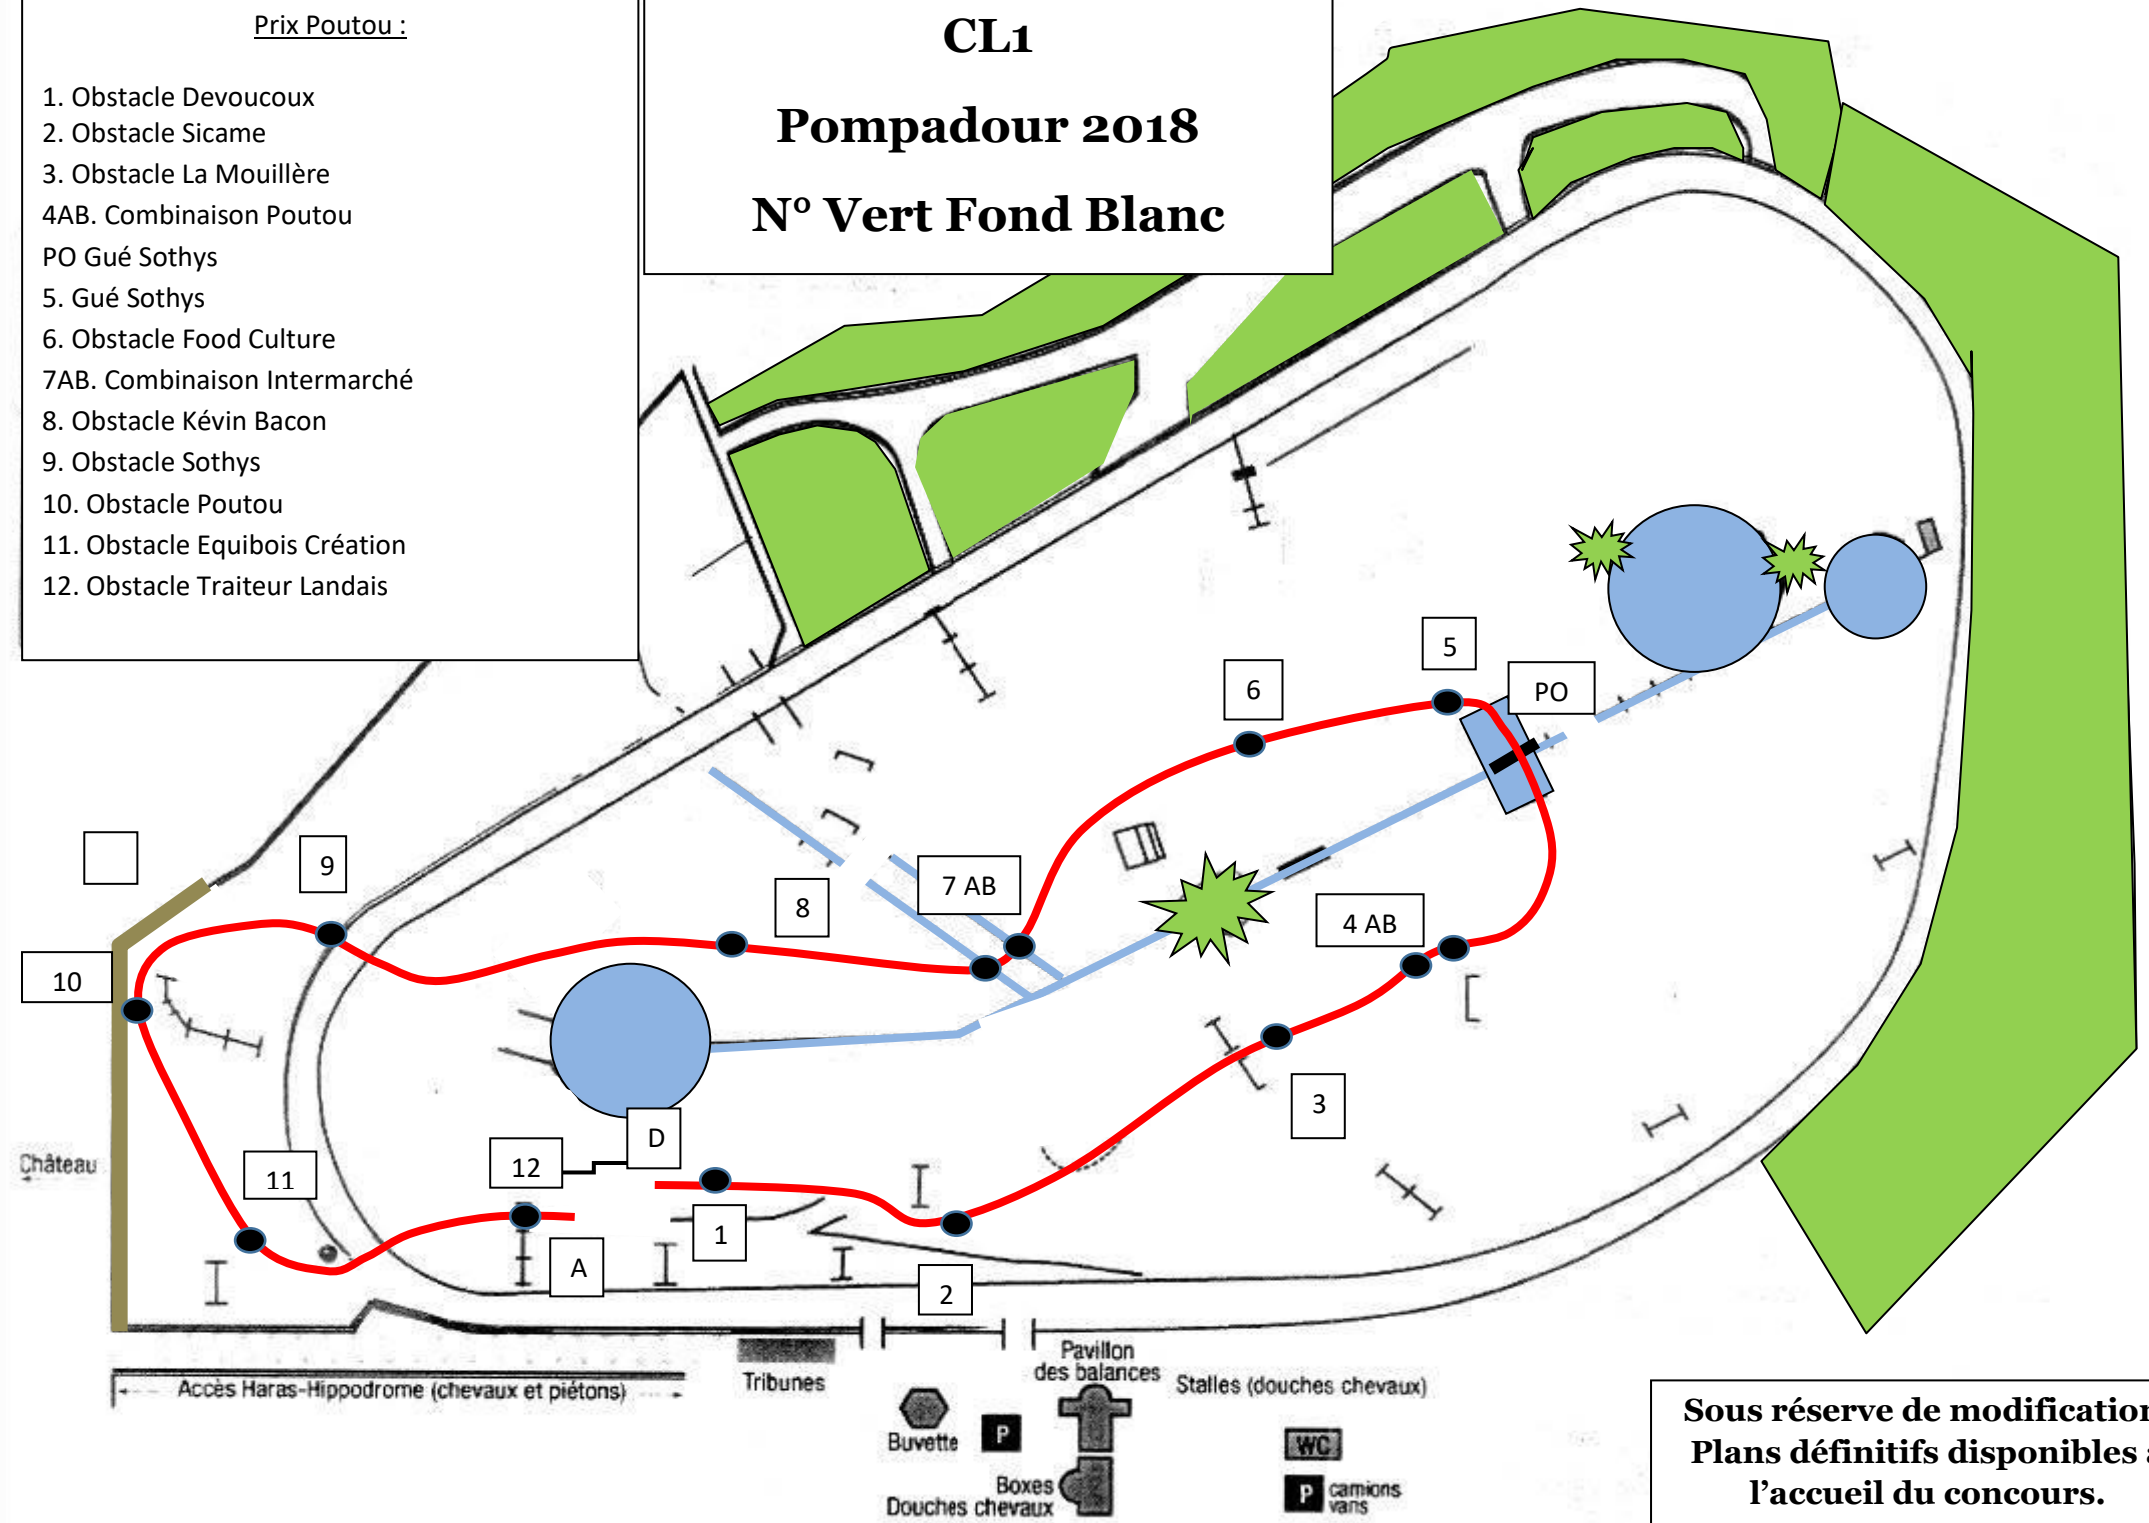 Prix Poutou :
1. Obstacle Devoucoux
2. Obstacle Sicame
3. Obstacle La Mouillère
4AB. Combinaison Poutou
PO Gué Sothys
5. Gué Sothys
6. Obstacle Food Culture
7AB. Combinaison Intermarché
8. Obstacle Kévin Bacon
9. Obstacle Sothys
10. Obstacle Poutou
11. Obstacle Equibois Création
12. Obstacle Traiteur Landais
CL1
Pompadour 2018
N° Vert Fond Blanc
5
6
PO
9
7 AB
8
4 AB
10
3
D
12
Château
11
1
A
2
Accès Haras-Hippodrome (chevaux et piétons)
Tribunes
Pavillon
des balances
Stalles (douches chevaux)
Buvette
P
WC
Boxes
Douches chevaux
P camions
vans
Sous réserve de modification
Plans définitifs disponibles
l'accueil du concours.